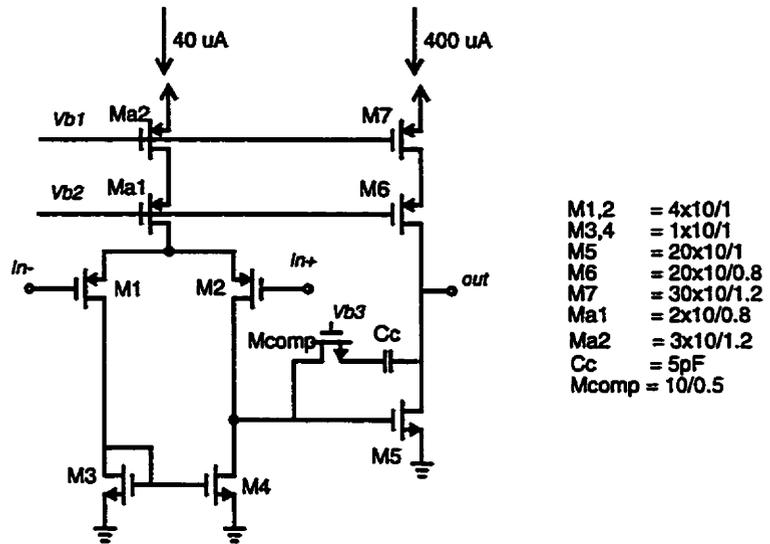 40 uA
400 uA
Vb1
Ma2
M7
Vb2
Ma1
M6
in-
M1
M2
in+
out
Vb3
Mcomp
Cc
M5
M3
M4
M1,2 = 4x10/1
M3,4 = 1x10/1
M5 = 20x10/1
M6 = 20x10/0.8
M7 = 30x10/1.2
Ma1 = 2x10/0.8
Ma2 = 3x10/1.2
Cc = 5pF
Mcomp = 10/0.5